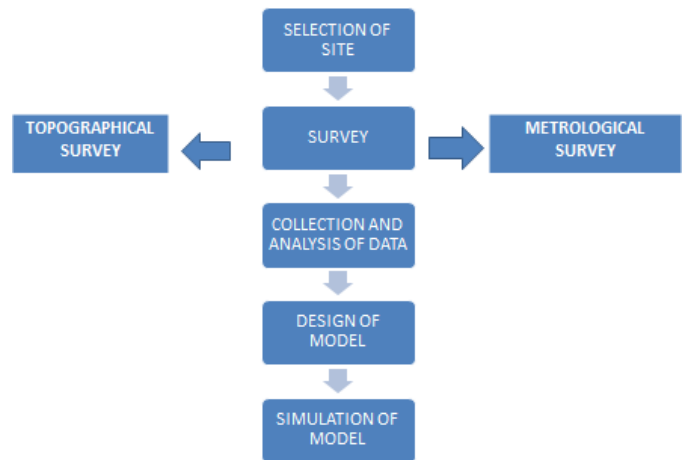 SELECTION OF
SITE
TOPOGRAPHICAL
SURVEY
SURVEY
METROLOGICAL
SURVEY
COLLECTION AND
ANALYSIS OF DATA
DESIGN OF
MODEL
SIMULATION OF
MODEL